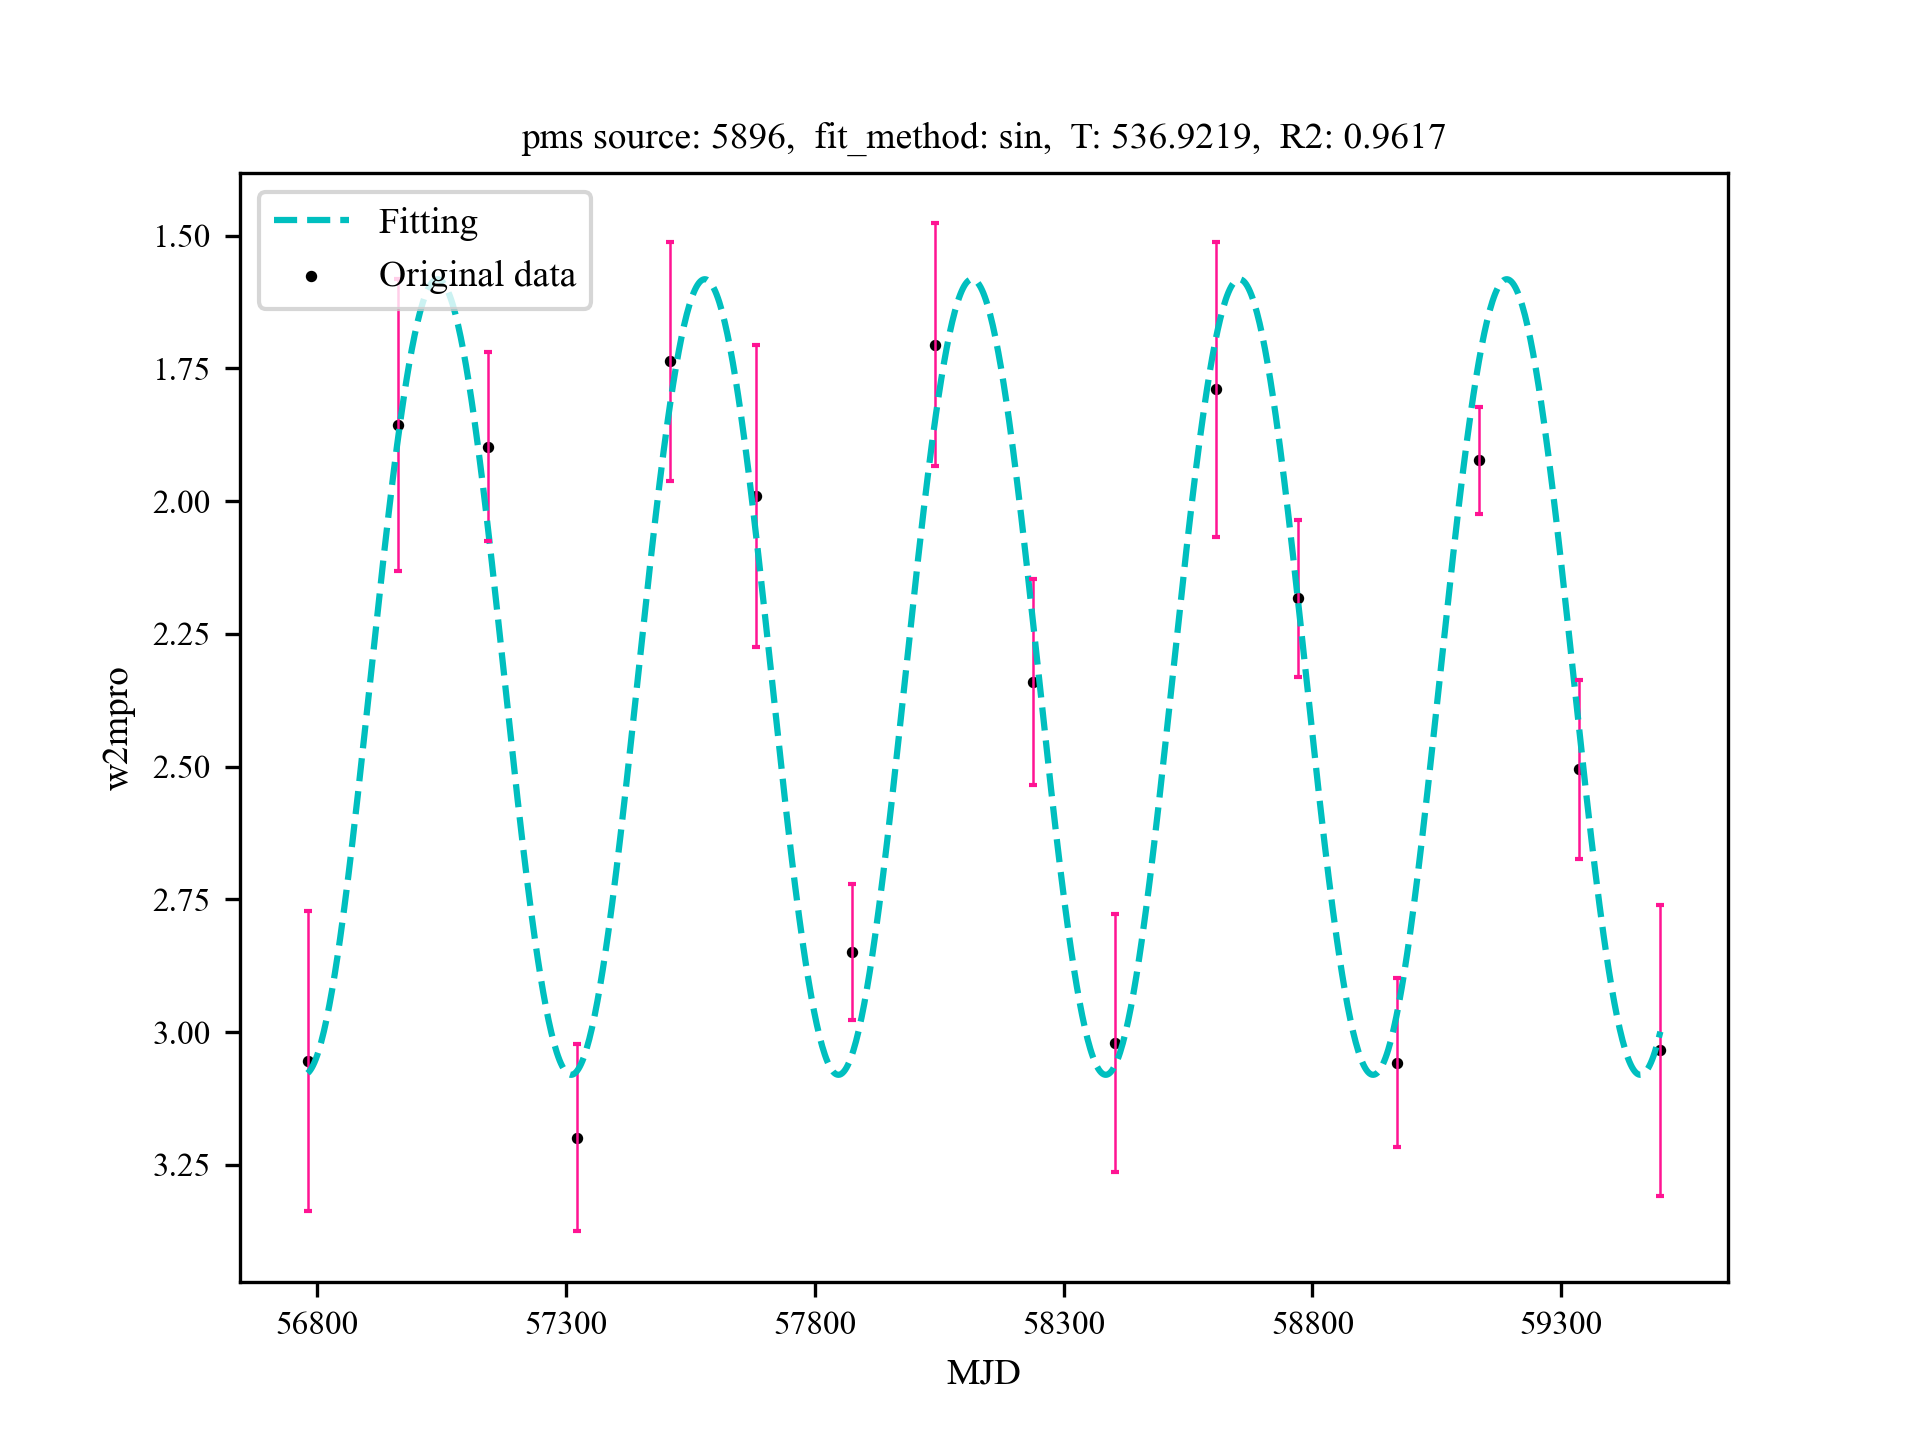 pms source: 5896, fit_method: sin, T: 536.9219, R2: 0.9617
Fitting
Original data
1.50
1.75
2.00
2.25
2.50
2.75
3.00
3.25
w2mpro
56800 57300 57800 58300 58800 59300
MJD